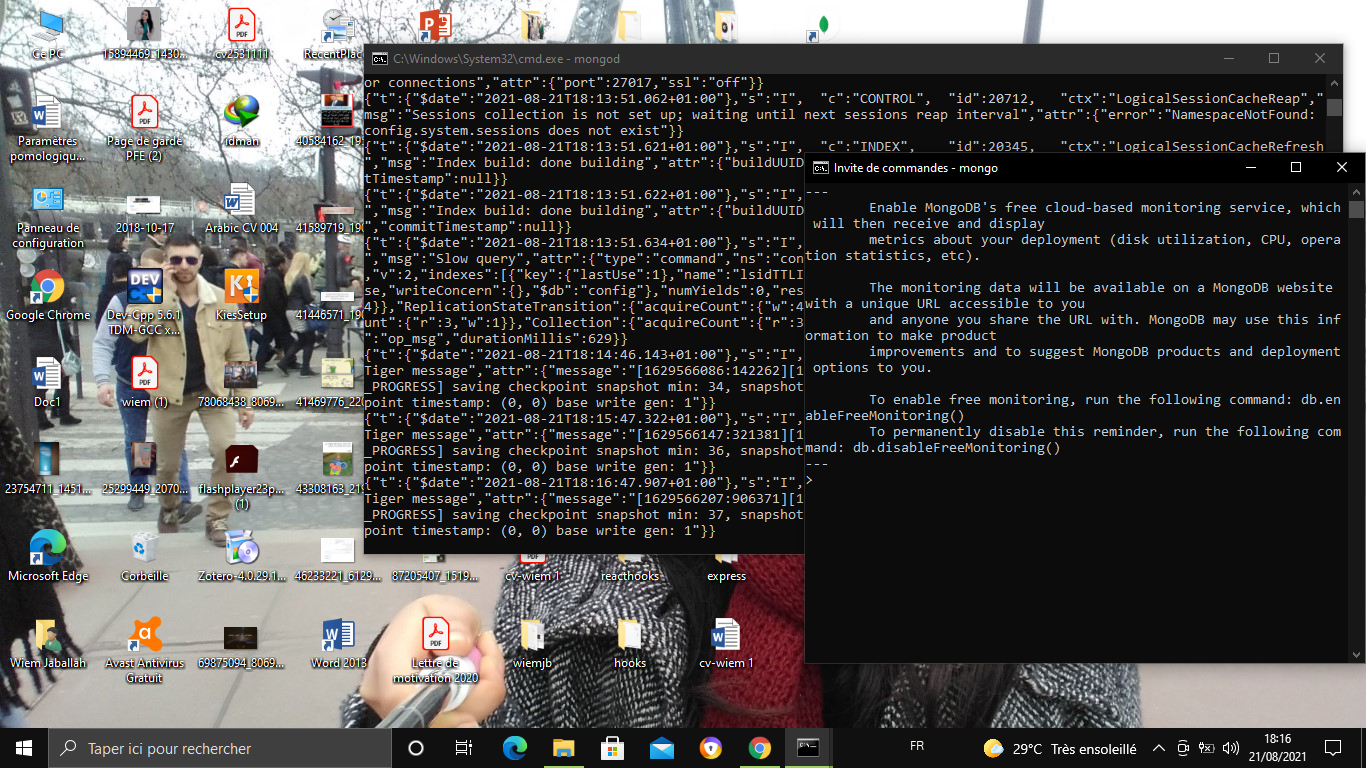 Ce PC
15894469_1430...
cv2531111
RecentPlac
Paramètres
pomologiqu...
Page de garde
PFE (2)
idman
40584162_19
Panneau de
configuration
2018-10-17
Arabic CV 004
41589719_190
Google Chrome
Dev-Cpp 5.6.1
TDM-GCC x...
KiesSetup
41446571_190
Doc1
wiem (1)
78068438_8069...
41469776_220
23754711_1451...
25299449_2070...
flashplayer23p...
(1)
43308163_219
Microsoft Edge
Corbeille
Zotero-4.0.29.1...
46233221_6129...
87205407_1519...
cv-wiem 1
reacthooks
express
Wiem Jaballah
Avast Antivirus
Gratuit
69875094_8069...
Word 2013
Lettre de
motivation 2020
wiemjb
hooks
cv-wiem 1
C:\Windows\System32\cmd.exe - mongod
or connections","attr":{"port":27017,"ssl":"off"}}
{"t":{"$date":"2021-08-21T18:13:51.062+01:00"},"s":"I",  "c":"CONTROL",  "id":20712,   "ctx":"LogicalSessionCacheReap","
msg":"Sessions collection is not set up; waiting until next sessions reap interval","attr":{"error":"NamespaceNotFound:
config.system.sessions does not exist"}}
{"t":{"$date":"2021-08-21T18:13:51.621+01:00"},"s":"I",  "c":"INDEX",    "id":20345,   "ctx":"LogicalSessionCacheRefresh
","msg":"Index build: done building","attr":{"buildUUID
tTimestamp":null}}
{"t":{"$date":"2021-08-21T18:13:51.622+01:00"},"s":"I",
","msg":"Index build: done building","attr":{"buildUUID
","commitTimestamp":null}}
{"t":{"$date":"2021-08-21T18:13:51.634+01:00"},"s":"I",
"msg":"Slow query","attr":{"type":"command","ns":"con
,"v":2,"indexes":[{"key":{"lastUse":1},"name":"lsidTTLI
se,"writeConcern":{},"$db":"config"},"numYields":0,"res
4}},"ReplicationStateTransition":{"acquireCount":{"w":4
unt":{"r":3,"w":1}},"Collection":{"acquireCount":{"r":3
":"op_msg","durationMillis":629}}
{"t":{"$date":"2021-08-21T18:14:46.143+01:00"},"s":"I",
Tiger message","attr":{"message":"[1629566086:142262][1
_PROGRESS] saving checkpoint snapshot min: 34, snapshot
point timestamp: (0, 0) base write gen: 1"}}
{"t":{"$date":"2021-08-21T18:15:47.322+01:00"},"s":"I",
Tiger message","attr":{"message":"[1629566147:321381][1
_PROGRESS] saving checkpoint snapshot min: 36, snapshot
point timestamp: (0, 0) base write gen: 1"}}
{"t":{"$date":"2021-08-21T18:16:47.907+01:00"},"s":"I",
Tiger message","attr":{"message":"[1629566207:906371][1
_PROGRESS] saving checkpoint snapshot min: 37, snapshot
point timestamp: (0, 0) base write gen: 1"}}
Invite de commandes - mongo
---
Enable MongoDB's free cloud-based monitoring service, which
will then receive and display
metrics about your deployment (disk utilization, CPU, opera
tion statistics, etc).
The monitoring data will be available on a MongoDB website
with a unique URL accessible to you
and anyone you share the URL with. MongoDB may use this inf
ormation to make product
improvements and to suggest MongoDB products and deployment
options to you.
To enable free monitoring, run the following command: db.en
ableFreeMonitoring()
To permanently disable this reminder, run the following com
mand: db.disableFreeMonitoring()
---
>
Taper ici pour rechercher
FR
29°C Très ensoleillé
18:16
21/08/2021